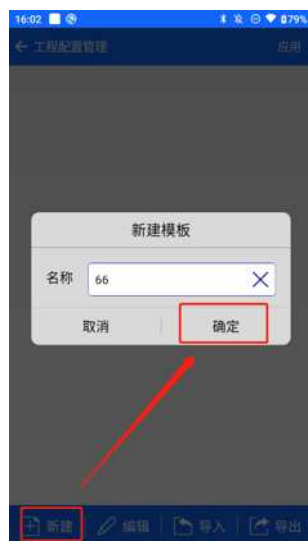 16:02 79%
工程配置管理 应用
新建模板
名称 66
取消 确定
新建 编辑 导入 导出